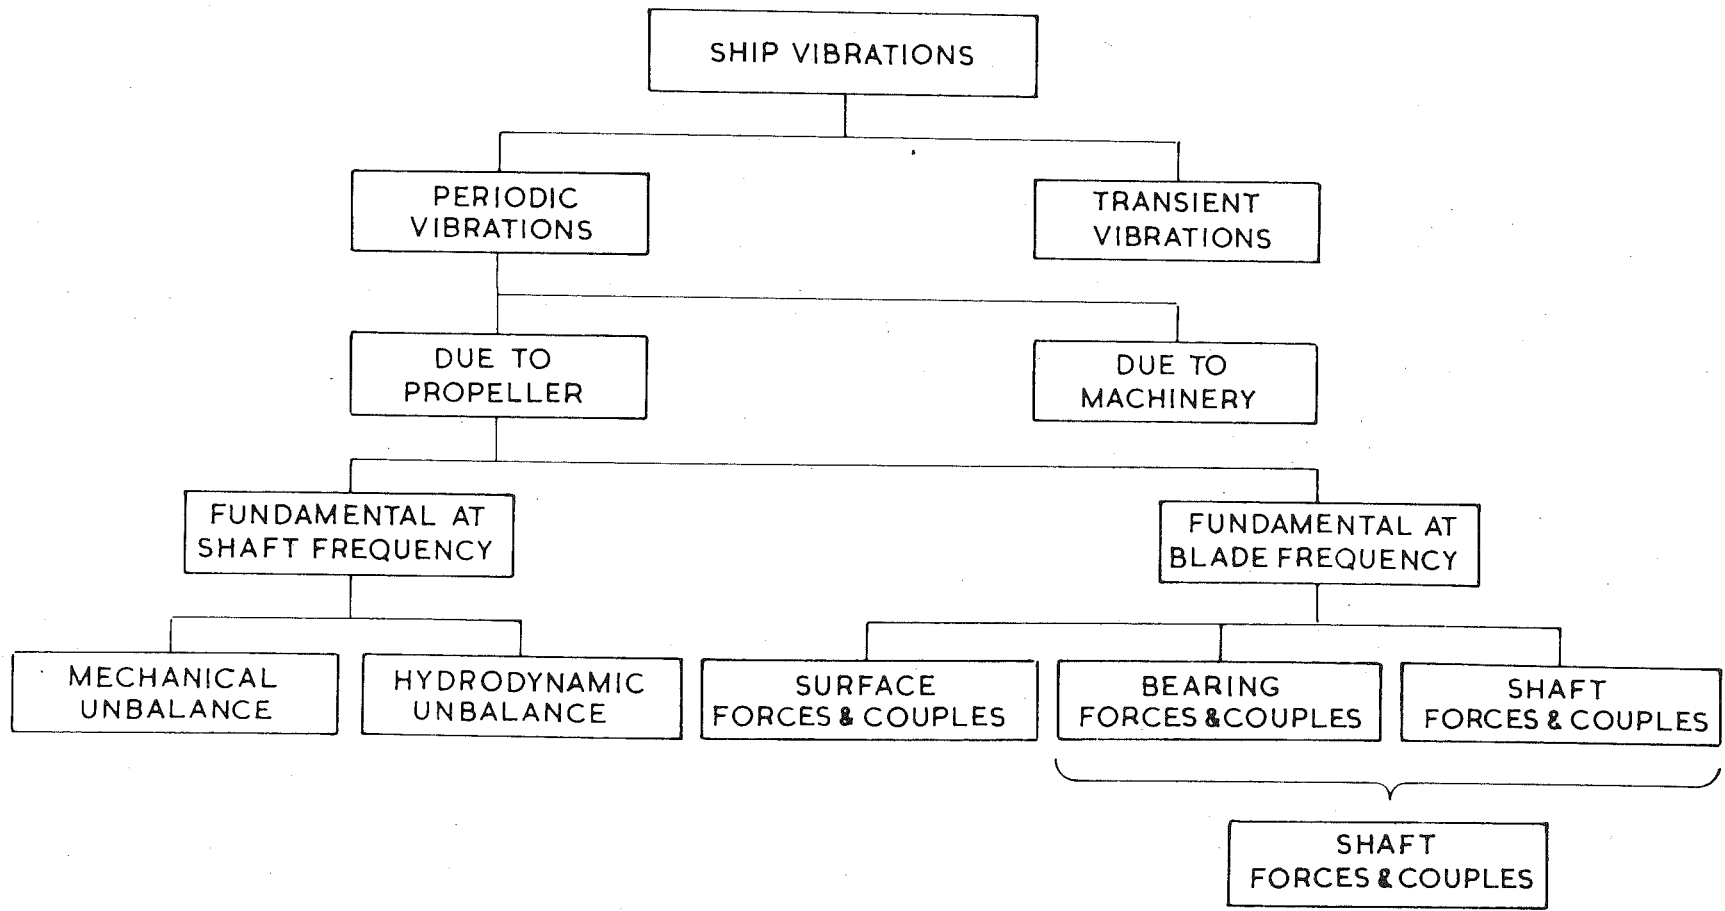 SHIP VIBRATIONS
PERIODIC
VIBRATIONS
TRANSIENT
VIBRATIONS
DUE TO
PROPELLER
DUE TO
MACHINERY
FUNDAMENTAL AT
SHAFT FREQUENCY
FUNDAMENTAL AT
BLADE FREQUENCY
MECHANICAL
UNBALANCE
HYDRODYNAMIC
UNBALANCE
SURFACE
FORCES & COUPLES
BEARING
FORCES & COUPLES
SHAFT
FORCES & COUPLES
SHAFT
FORCES & COUPLES